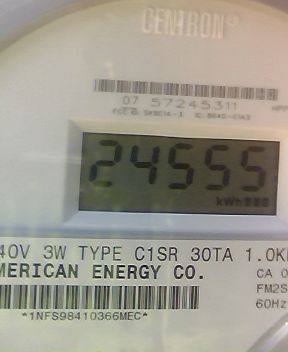 CENTRON
07 57245311
24555
kWh
40V 3W TYPE C1SR 30TA 1.0K
MERICAN ENERGY CO.
CA 0
FM2S
60Hz
*1NFS98410366MEC*